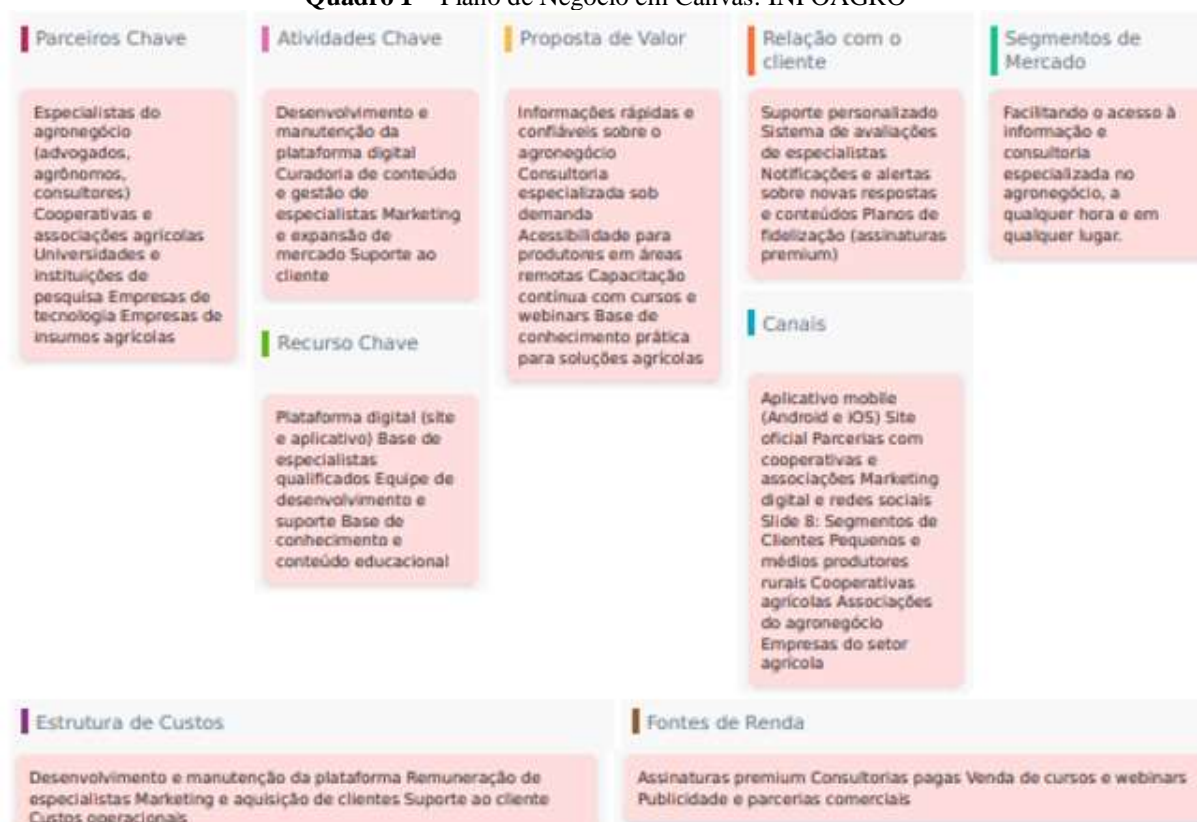 Quadro 1 – Plano de Negócio em Canvas: INFOAGRO
Parceiros Chave
Especialistas do
agronegócio
(advogados,
agrônomos,
consultores)
Cooperativas e
associações agrícolas
Universidades e
instituições de
pesquisa Empresas de
tecnologia Empresas de
insumos agrícolas
Atividades Chave
Desenvolvimento e
manutenção da
plataforma digital
Curadoria de conteúdo
e gestão de
especialistas Marketing
e expansão de
mercado Suporte ao
cliente
Recurso Chave
Plataforma digital (site
e aplicativo) Base de
especialistas
qualificados Equipe de
desenvolvimento e
suporte Base de
conhecimento e
conteúdo educacional
Proposta de Valor
Informações rápidas e
confiáveis sobre o
agronegócio
Consultoria
especializada sob
demanda
Acessibilidade para
produtores em áreas
remotas Capacitação
contínua com cursos e
webinars Base de
conhecimento prática
para soluções agrícolas
Relação com o
cliente
Suporte personalizado
Sistema de avaliações
de especialistas
Notificações e alertas
sobre novas respostas
e conteúdos Planos de
fidelização (assinaturas
premium)
Canais
Aplicativo mobile
(Android e iOS) Site
oficial Parcerias com
cooperativas e
associações Marketing
digital e redes sociais
Slide 8: Segmentos de
Clientes Pequenos e
médios produtores
rurais Cooperativas
agrícolas Associações
do agronegócio
Empresas do setor
agrícola
Segmentos de
Mercado
Facilitando o acesso à
informação e
consultoria
especializada no
agronegócio, a
qualquer hora e em
qualquer lugar.
Estrutura de Custos
Desenvolvimento e manutenção da plataforma Remuneração de
especialistas Marketing e aquisição de clientes Suporte ao cliente
Custos operacionais
Fontes de Renda
Assinaturas premium Consultorias pagas Venda de cursos e webinars
Publicidade e parcerias comerciais